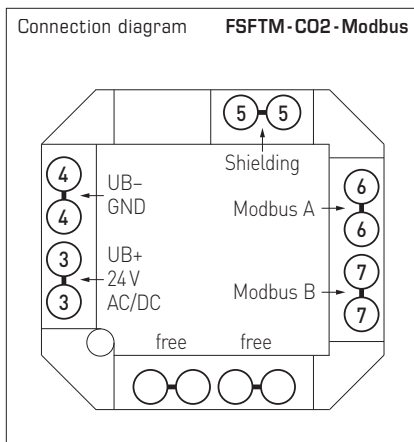 Connection diagram FSFTM-CO2-Modbus
5 5
Shielding
4
4
UB–
GND
3
3
UB+
24 V
AC/DC
Modbus A
6
6
Modbus B
7
7
free free